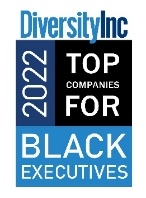 DiversityInc
2022
TOP
COMPANIES
FOR
BLACK
EXECUTIVES